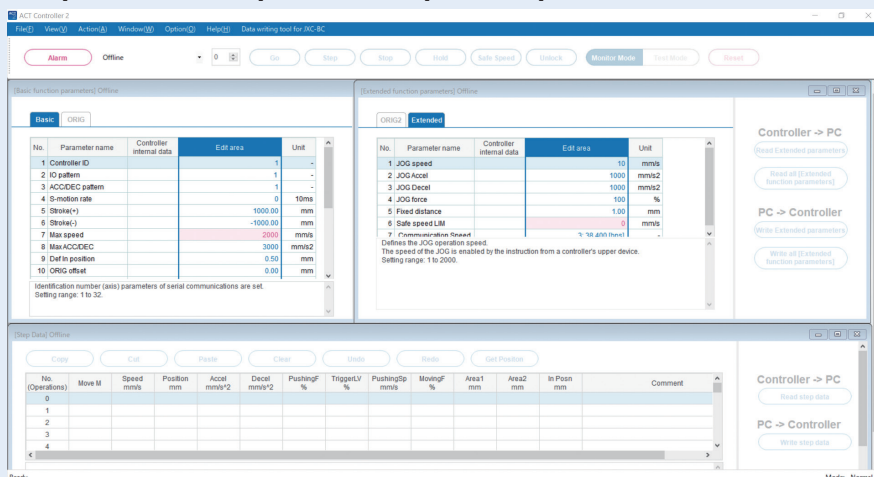 ACT Controller 2
File(F) View(V) Action(A) Window(W) Option(O) Help(H) Data writing tool for JXC-BC
Alarm Offline 0 Go Step Stop Hold Safe Speed Unlock Monitor Mode Test Mode Reset
[Basic function parameters] Offline
Basic ORIG
No. Parameter name Controller internal data Edit area Unit
1 Controller ID 1 -
2 IO pattern 1 -
3 ACC/DEC pattern 1 -
4 S-motion rate 0 10ms
5 Stroke(+) 1000.00 mm
6 Stroke(-) -1000.00 mm
7 Max speed 2000 mm/s
8 Max ACC/DEC 3000 mm/s2
9 Def In position 0.50 mm
10 ORIG offset 0.00 mm
Identification number (axis) parameters of serial communications are set.
Setting range: 1 to 32.
[Extended function parameters] Offline
ORIG2 Extended
No. Parameter name Controller internal data Edit area Unit
1 JOG speed 10 mm/s
2 JOG Accel 1000 mm/s2
3 JOG Decel 1000 mm/s2
4 JOG force 100 %
5 Fixed distance 1.00 mm
6 Safe speed LIM 0 mm/s
7 Communication Speed 3: 38,400 [bps] -
Defines the JOG operation speed.
The speed of the JOG is enabled by the instruction from a controller's upper device.
Setting range: 1 to 2000.
Controller -> PC
Read Extended parameters
Read all [Extended
function parameters]
PC -> Controller
Write Extended parameters
Write all [Extended
function parameters]
[Step Data] Offline
Copy Cut Paste Clear Undo Redo Get Position
No. (Operations) Move M Speed mm/s Position mm Accel mm/s^2 Decel mm/s^2 PushingF % TriggerLV % PushingSp mm/s MovingF % Area1 mm Area2 mm In Posn mm Comment
0
1
2
3
4
Controller -> PC
Read step data
PC -> Controller
Write step data